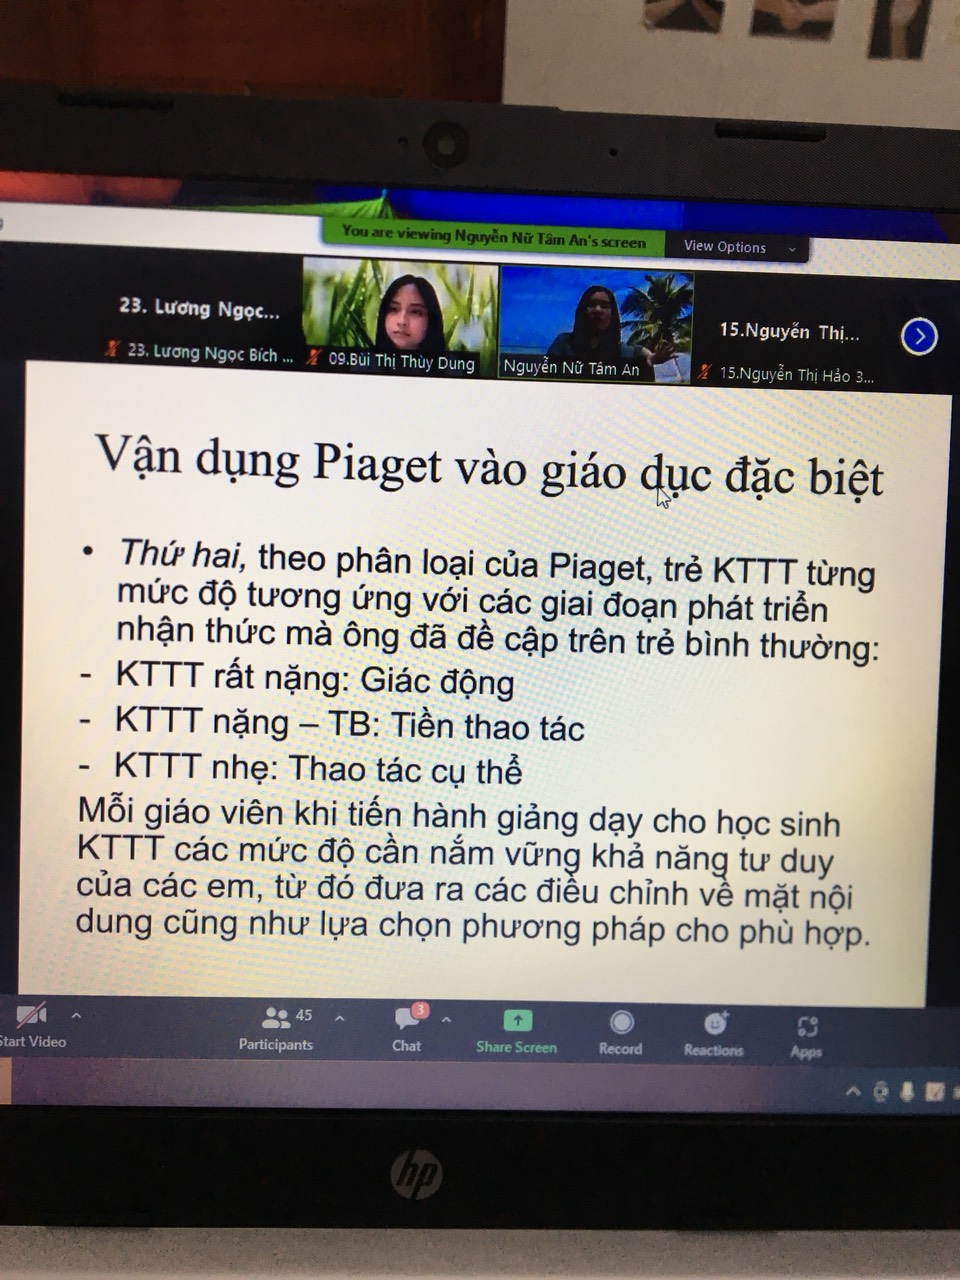 You are viewing Nguyễn Nữ Tâm An's screen
View Options
23. Lương Ngọc...
15.Nguyễn Thị...
23. Lương Ngọc Bích ...
09.Bùi Thị Thùy Dung
Nguyễn Nữ Tâm An
15.Nguyễn Thị Hảo 3...
Vận dụng Piaget vào giáo dục đặc biệt
• Thứ hai, theo phân loại của Piaget, trẻ KTTT từng
mức độ tương ứng với các giai đoạn phát triển
nhận thức mà ông đã đề cập trên trẻ bình thường:
- KTTT rất nặng: Giác động
- KTTT nặng – TB: Tiền thao tác
- KTTT nhẹ: Thao tác cụ thể
Mỗi giáo viên khi tiến hành giảng dạy cho học sinh
KTTT các mức độ cần nắm vững khả năng tư duy
của các em, từ đó đưa ra các điều chỉnh về mặt nội
dung cũng như lựa chọn phương pháp cho phù hợp.
45
3
Start Video
Participants
Chat
Share Screen
Record
Reactions
Apps
hp